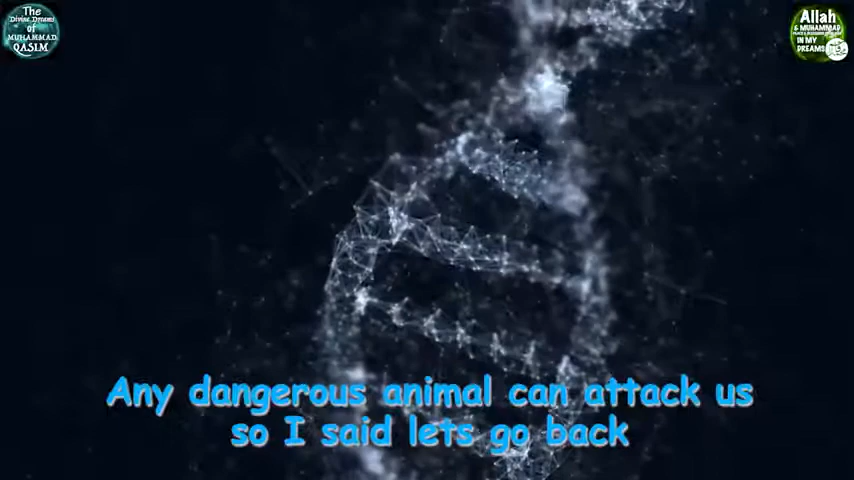 The
Divine Dreams
of
MUHAMMAD
QASIM
Allah
& MUHAMMAD
IN MY
DREAMS
Any dangerous animal can attack us
so I said lets go back